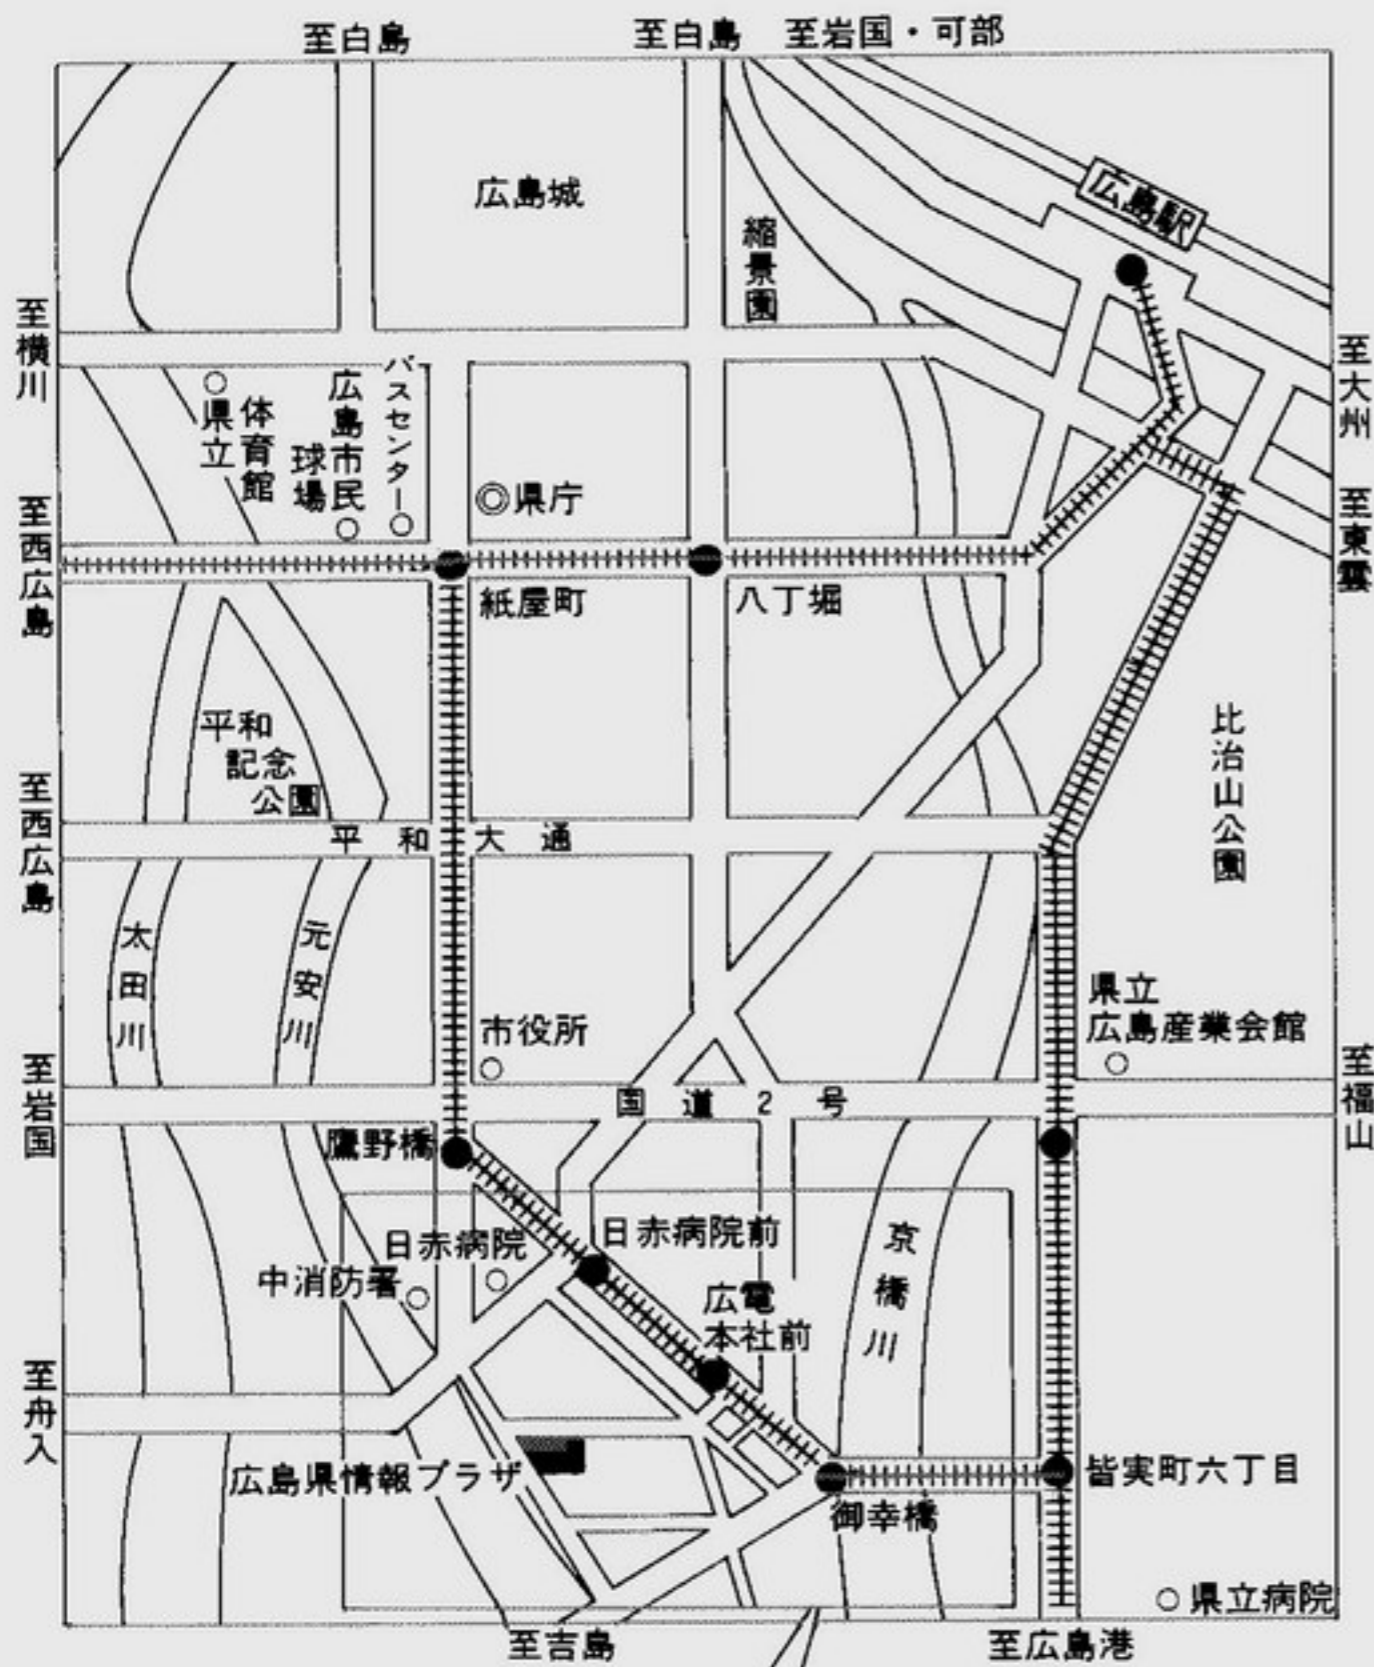 至白島
至白島
至岩国・可部
広島城
縮景園
広島駅
至横川
至大州
県立
体育館
広島市民
球場
バスセンター
県庁
至西広島
至東雲
紙屋町
八丁堀
平和
記念
公園
比治山公園
至西広島
平和大通
太田川
元安川
市役所
県立
広島産業会館
至岩国
至福山
国道2号
鷹野橋
日赤病院
日赤病院前
中消防署
広電
本社前
京橋川
至舟入
広島県情報プラザ
御幸橋
皆実町六丁目
県立病院
至吉島
至広島港